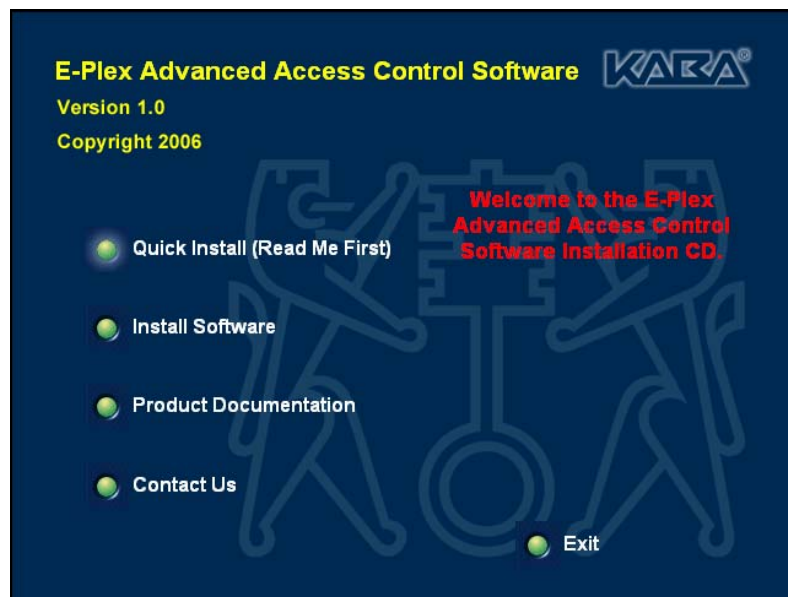 E-Plex Advanced Access Control Software
KABA®
Version 1.0
Copyright 2006
Welcome to the E-Plex
Advanced Access Control
Software Installation CD.
Quick Install (Read Me First)
Install Software
Product Documentation
Contact Us
Exit